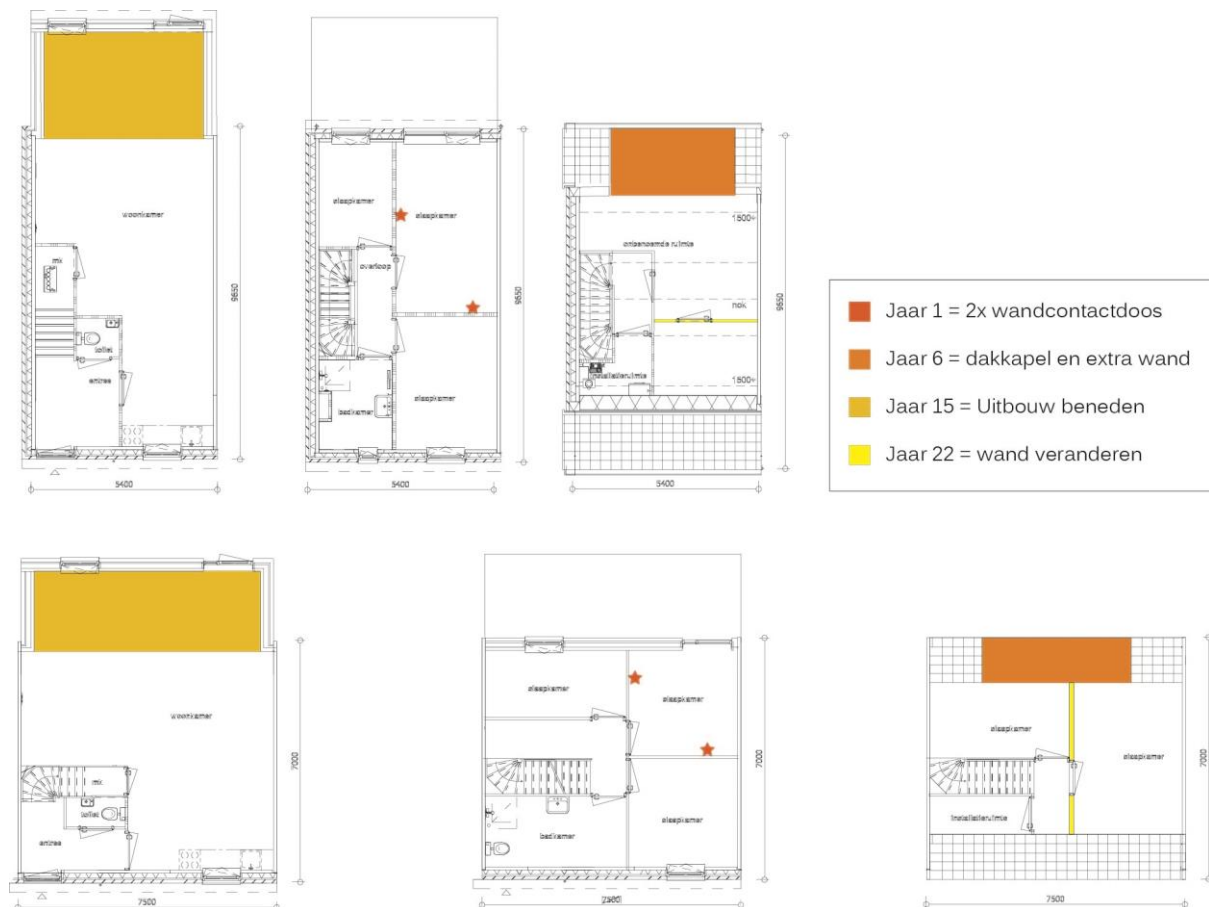 woonkamer
mk
toilet
entree
9650
5400
slaapkamer
slaapkamer
overloop
badkamer
slaapkamer
9650
5400
1500+
onbenoemde ruimte
nok
1500+
installatieruimte
9650
5400
Jaar 1 = 2x wandcontactdoos
Jaar 6 = dakkapel en extra wand
Jaar 15 = Uitbouw beneden
Jaar 22 = wand veranderen
woonkamer
mk
toilet
entree
7000
7500
slaapkamer
slaapkamer
badkamer
slaapkamer
7000
slaapkamer
slaapkamer
installatieruimte
7000
7500